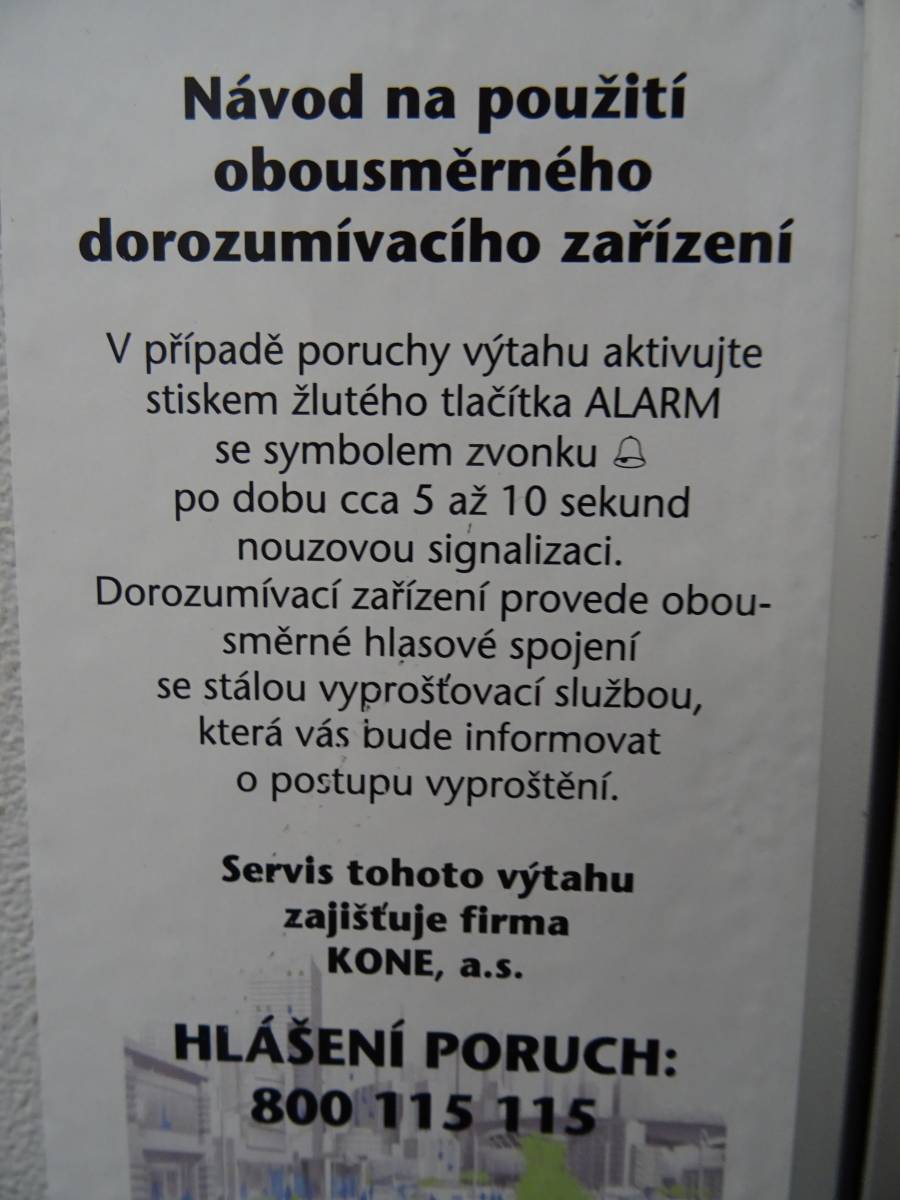 Návod na použití
obousměrného
dorozumívacího zařízení
V případě poruchy výtahu aktivujte
stiskem žlutého tlačítka ALARM
se symbolem zvonku
po dobu cca 5 až 10 sekund
nouzovou signalizaci.
Dorozumívací zařízení provede obou-
směrné hlasové spojení
se stálou vyprošťovací službou,
která vás bude informovat
o postupu vyproštění.
Servis tohoto výtahu
zajišťuje firma
KONE, a.s.
HLÁŠENÍ PORUCH:
800 115 115